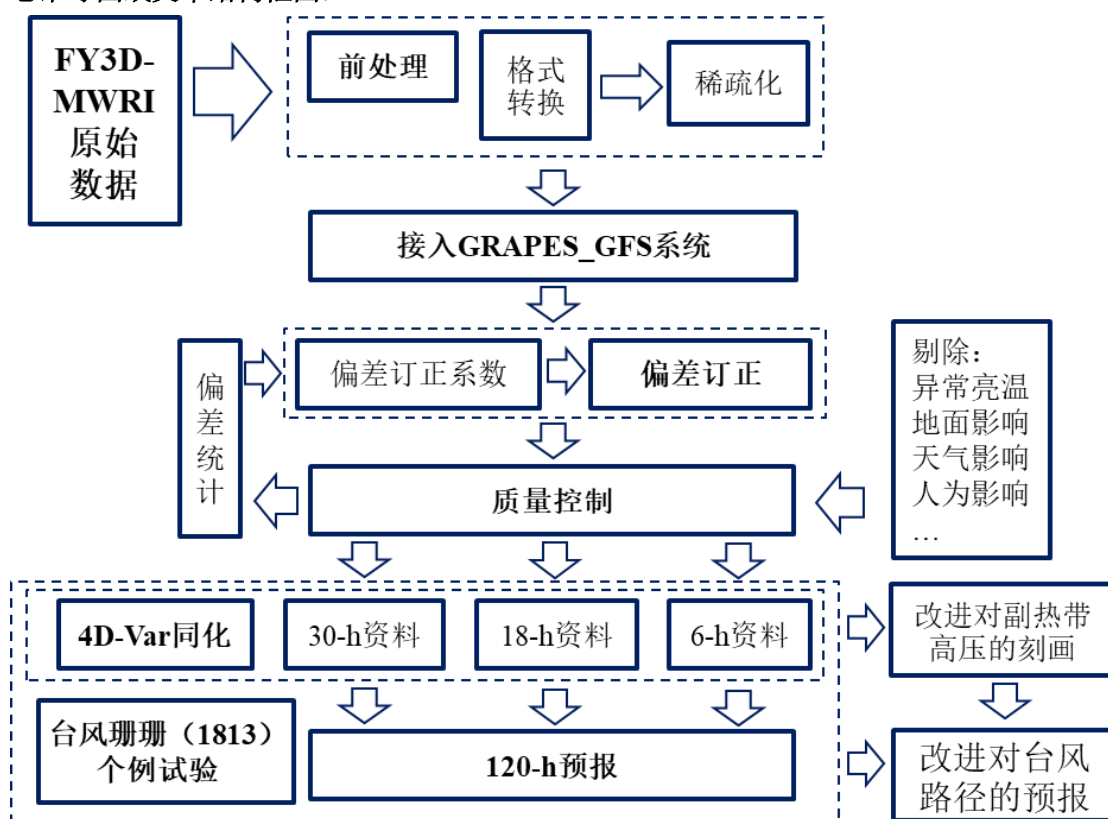 FY3D-
MWRI
原始
数据
前处理
格式
转换
稀疏化
接入GRAPES_GFS系统
偏差统计
偏差订正系数
偏差订正
剔除：
异常亮温
地面影响
天气影响
人为影响
…
质量控制
4D-Var同化
30-h资料
18-h资料
6-h资料
改进对副热带
高压的刻画
台风珊珊（1813）
个例试验
120-h预报
改进对台风
路径的预报